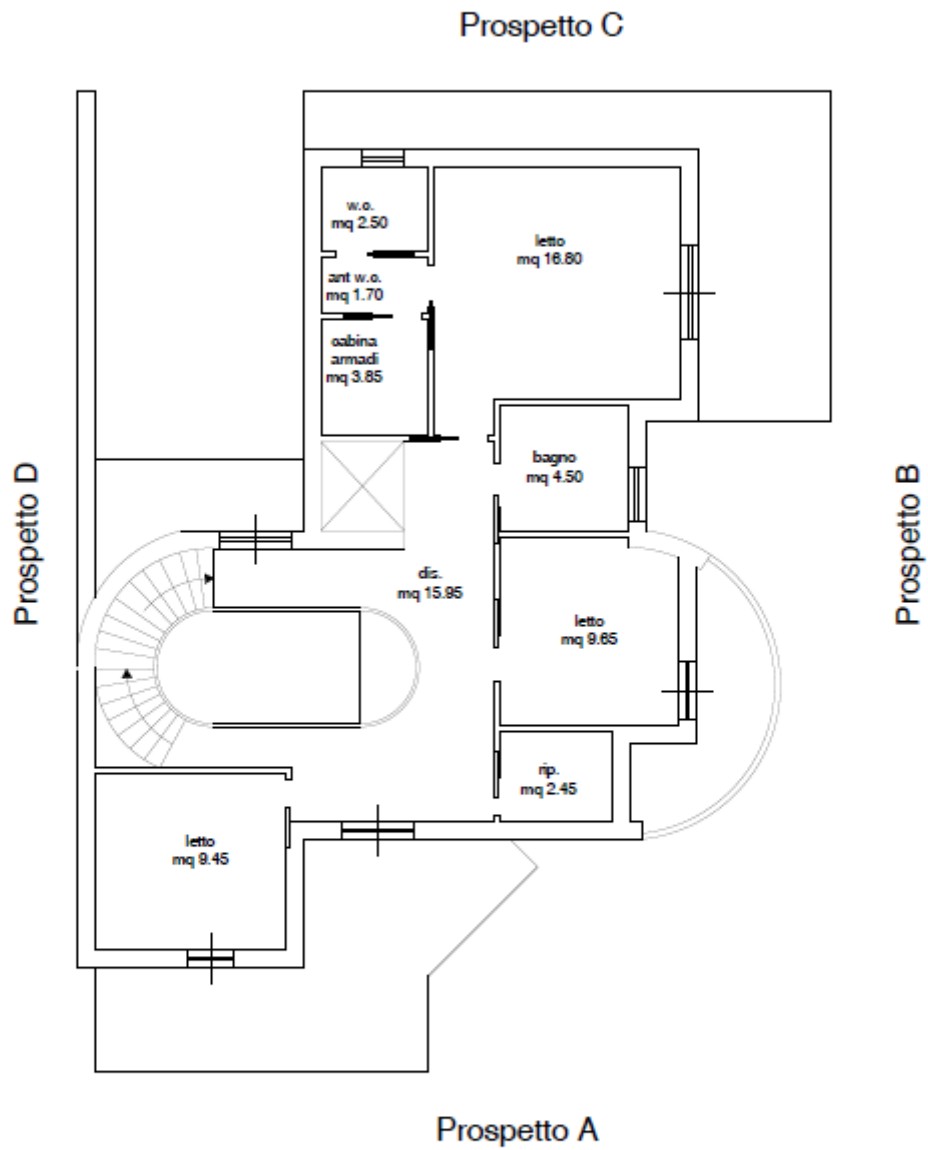 Prospetto C
w.c.
mq 2.50
letto
mq 16.80
ant w.c.
mq 1.70
cabina
armadi
mq 3.85
bagno
mq 4.50
Prospetto D
Prospetto B
dis.
mq 15.95
letto
mq 9.65
rip.
mq 2.45
letto
mq 9.45
Prospetto A